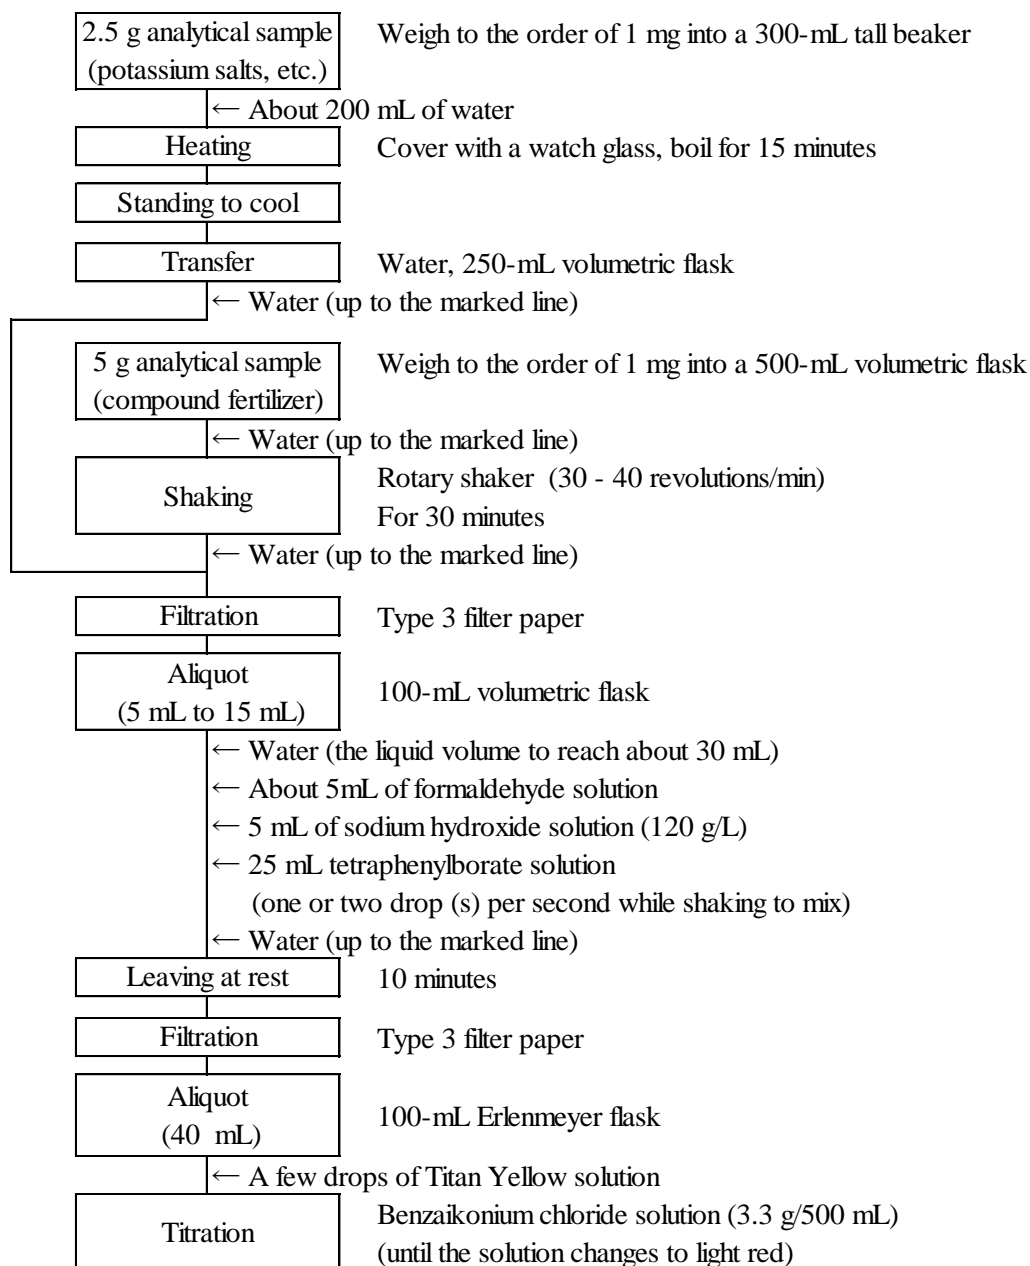 2.5 g analytical sample
(potassium salts, etc.)
Weigh to the order of 1 mg into a 300-mL tall beaker
← About 200 mL of water
Heating
Cover with a watch glass, boil for 15 minutes
Standing to cool
Transfer
Water, 250-mL volumetric flask
← Water (up to the marked line)
5 g analytical sample
(compound fertilizer)
Weigh to the order of 1 mg into a 500-mL volumetric flask
← Water (up to the marked line)
Shaking
Rotary shaker (30 - 40 revolutions/min)
For 30 minutes
← Water (up to the marked line)
Filtration
Type 3 filter paper
Aliquot
(5 mL to 15 mL)
100-mL volumetric flask
← Water (the liquid volume to reach about 30 mL)
← About 5mL of formaldehyde solution
← 5 mL of sodium hydroxide solution (120 g/L)
← 25 mL tetraphenylborate solution
(one or two drop (s) per second while shaking to mix)
← Water (up to the marked line)
Leaving at rest
10 minutes
Filtration
Type 3 filter paper
Aliquot
(40 mL)
100-mL Erlenmeyer flask
← A few drops of Titan Yellow solution
Titration
Benzaikonium chloride solution (3.3 g/500 mL)
(until the solution changes to light red)